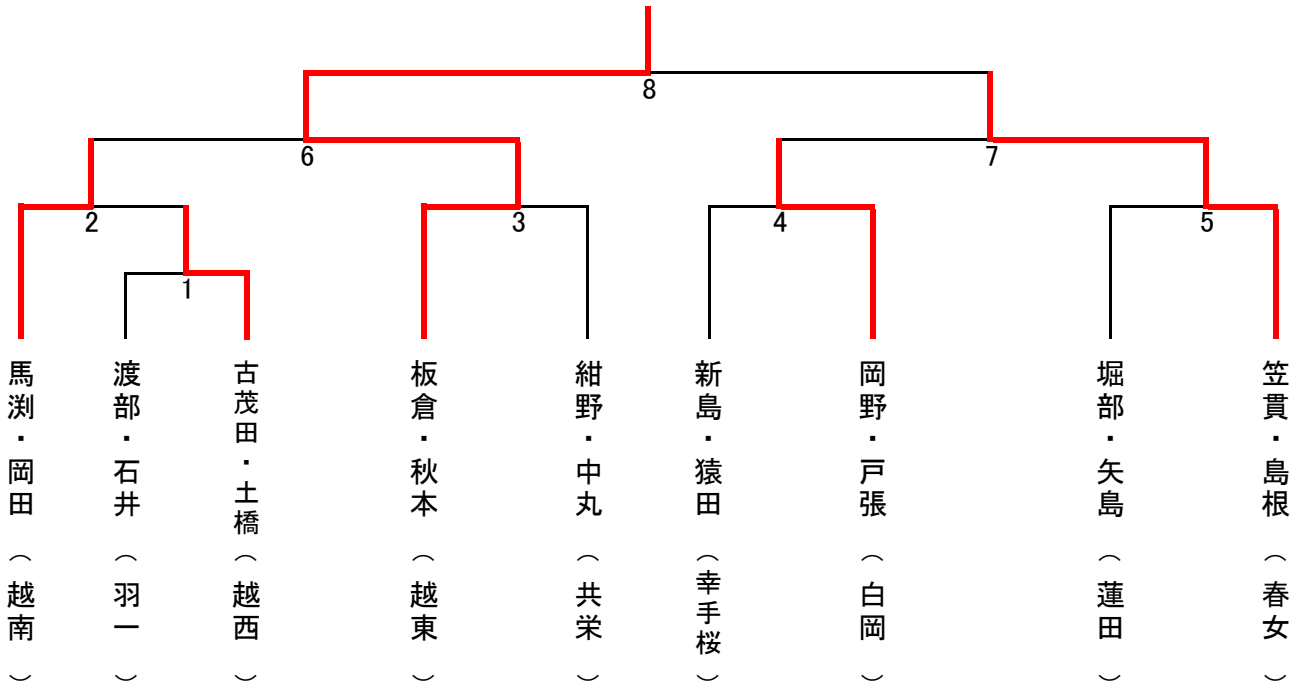 8
6
7
2
3
4
5
1
馬渕・岡田（越南）
渡部・石井（羽一）
古茂田・土橋（越西）
板倉・秋本（越東）
紺野・中丸（共栄）
新島・猿田（幸手桜）
岡野・戸張（白岡）
堀部・矢島（蓮田）
笠貫・島根（春女）